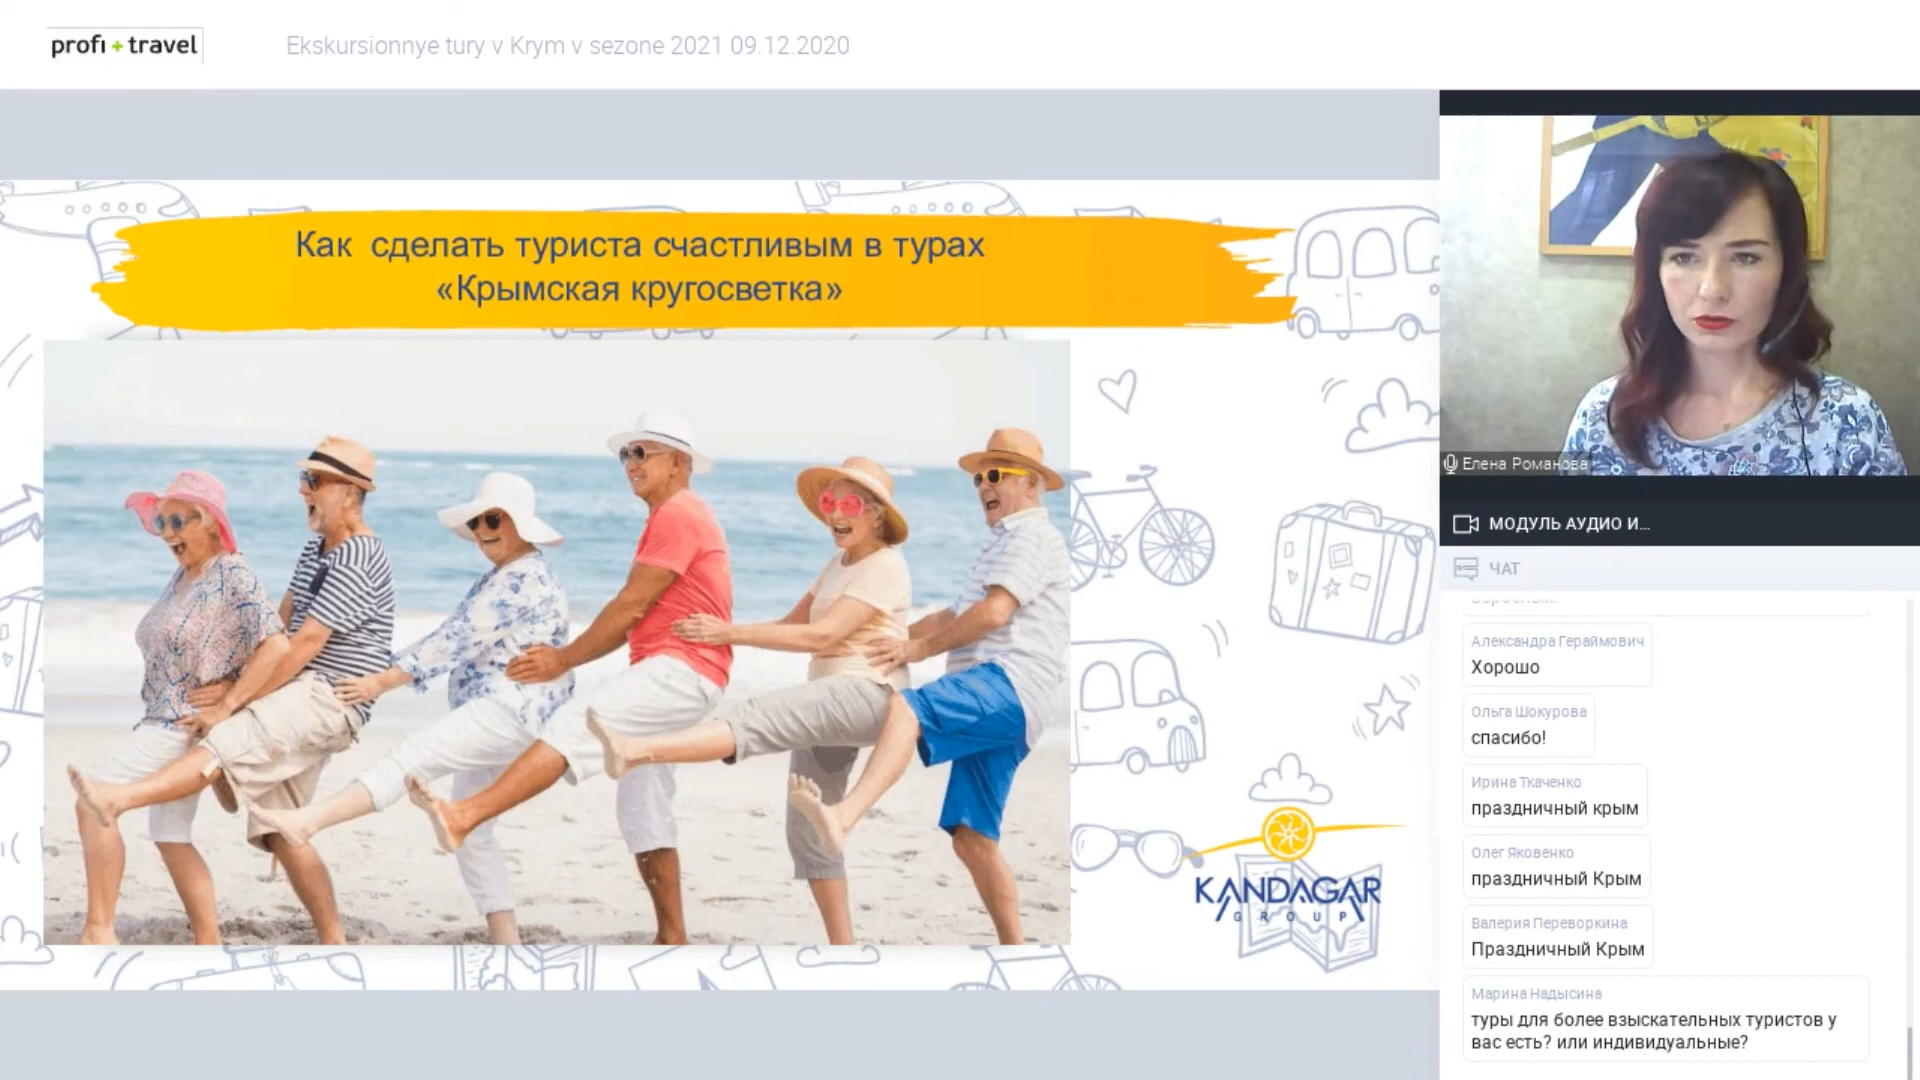 profi + travel
Ekskursionnye tury v Krym v sezone 2021 09.12.2020
Как сделать туриста счастливым в турах
«Крымская кругосветка»
KANDAGAR
GROUP
Елена Романова
МОДУЛЬ АУДИО И...
ЧАТ
Александра Гераймович
Хорошо
Ольга Шокурова
спасибо!
Ирина Ткаченко
праздничный крым
Олег Яковенко
праздничный Крым
Валерия Переворкина
Праздничный Крым
Марина Надысина
туры для более взыскательных туристов у
вас есть? или индивидуальные?